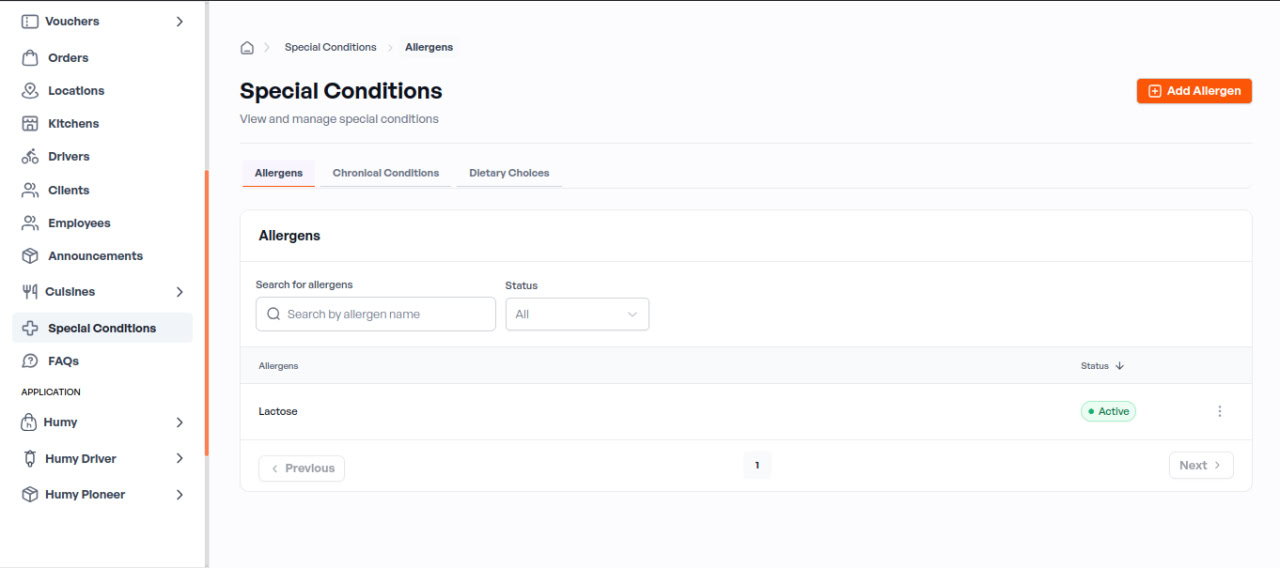 Vouchers
Orders
Locations
Kitchens
Drivers
Clients
Employees
Announcements
Cuisines
Special Conditions
FAQs
APPLICATION
Humy
Humy Driver
Humy Pioneer
Special Conditions
Allergens
Special Conditions
Add Allergen
View and manage special conditions
Allergens Chronical Conditions Dietary Choices
Allergens
Search for allergens Status
Search by allergen name All
Allergens Status
Lactose Active
Previous 1 Next